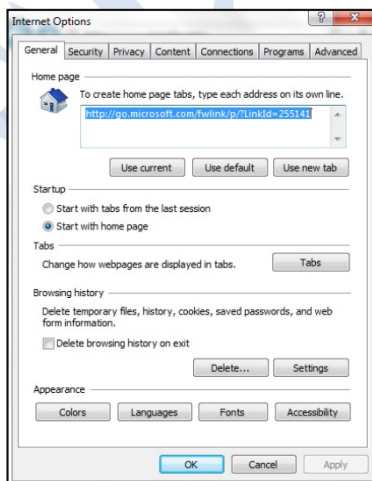 Internet Options
General Security Privacy Content Connections Programs Advanced
Home page
To create home page tabs, type each address on its own line.
http://go.microsoft.com/fwlink/p/?LinkId=255141
Use current Use default Use new tab
Startup
Start with tabs from the last session
Start with home page
Tabs
Change how webpages are displayed in tabs. Tabs
Browsing history
Delete temporary files, history, cookies, saved passwords, and web
form information.
Delete browsing history on exit
Delete... Settings
Appearance
Colors Languages Fonts Accessibility
OK Cancel Apply